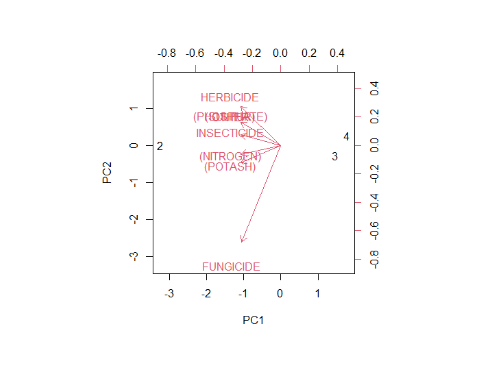 -0.8 -0.6 -0.4 -0.2 0.0 0.2 0.4
HERBICIDE
INSECTICIDE
(NITROGEN)
(POTASH)
FUNGICIDE
2
3
4
1
0
-1
-2
-3
PC2
0.4
0.2
0.0
-0.2
-0.4
-0.6
-0.8
-3 -2 -1 0 1
PC1